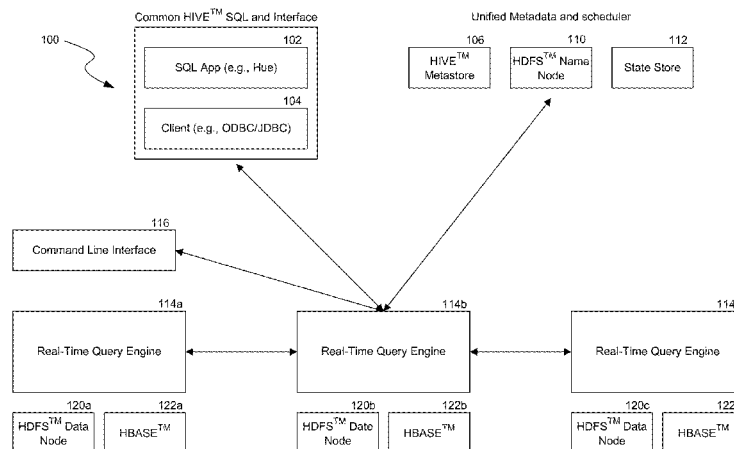 Common HIVE™ SQL and Interface
Unified Metadata and scheduler
100
102
SQL App (e.g., Hue)
104
Client (e.g., ODBC/JDBC)
106
HIVE™
Metastore
110
HDFS™ Name
Node
112
State Store
116
Command Line Interface
114a
Real-Time Query Engine
114b
Real-Time Query Engine
114
Real-Time Query Engine
120a
HDFS™ Data
Node
122a
HBASE™
120b
HDFS™ Date
Node
122b
HBASE™
120c
HDFS™ Data
Node
122
HBASE™